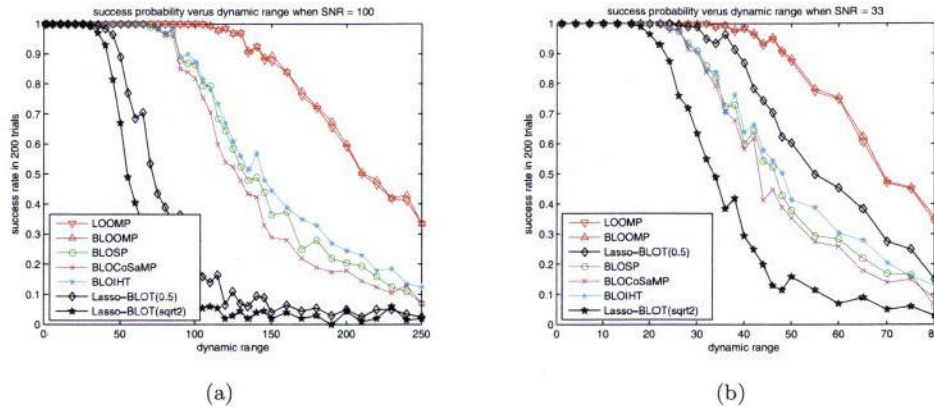 success probability verus dynamic range when SNR = 100
success rate in 200 trials
1
0.9
0.8
0.7
0.6
0.5
0.4
0.3
0.2
0.1
0
LOOMP
BLOOMP
BLOSP
BLOCoSaMP
BLOIHT
Lasso-BLOT(0.5)
Lasso-BLOT(sqrt2)
0 50 100 150 200 250
dynamic range
(a)
success probability verus dynamic range when SNR = 33
success rate in 200 trials
1
0.9
0.8
0.7
0.6
0.5
0.4
0.3
0.2
0.1
0
LOOMP
BLOOMP
Lasso-BLOT(0.5)
BLOSP
BLOCoSaMP
BLOIHT
Lasso-BLOT(sqrt2)
0 10 20 30 40 50 60 70 80
dynamic range
(b)